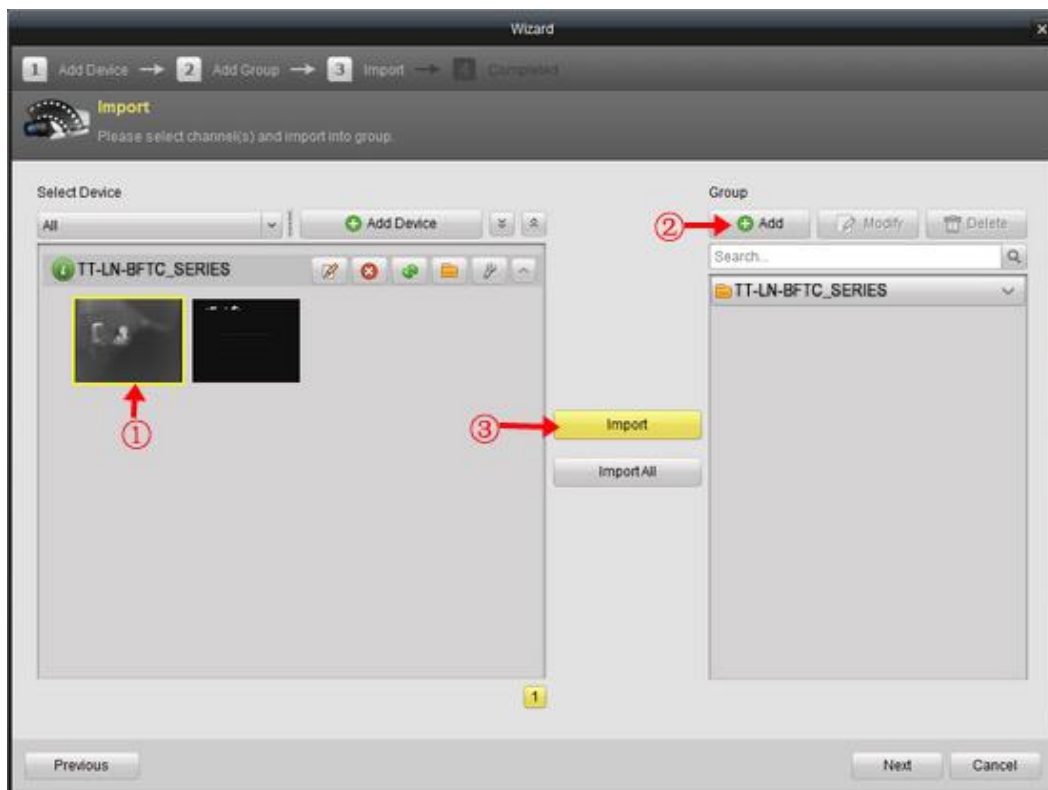 Wizard
1 Add Device → 2 Add Group → 3 Import → 4 Completed
Import
Please select channel(s) and import into group.
Select Device
Group
All
Add Device
② Add
Modify
Delete
Search...
TT-LN-BFTC_SERIES
TT-LN-BFTC_SERIES
①
③ Import
Import All
1
Previous
Next
Cancel